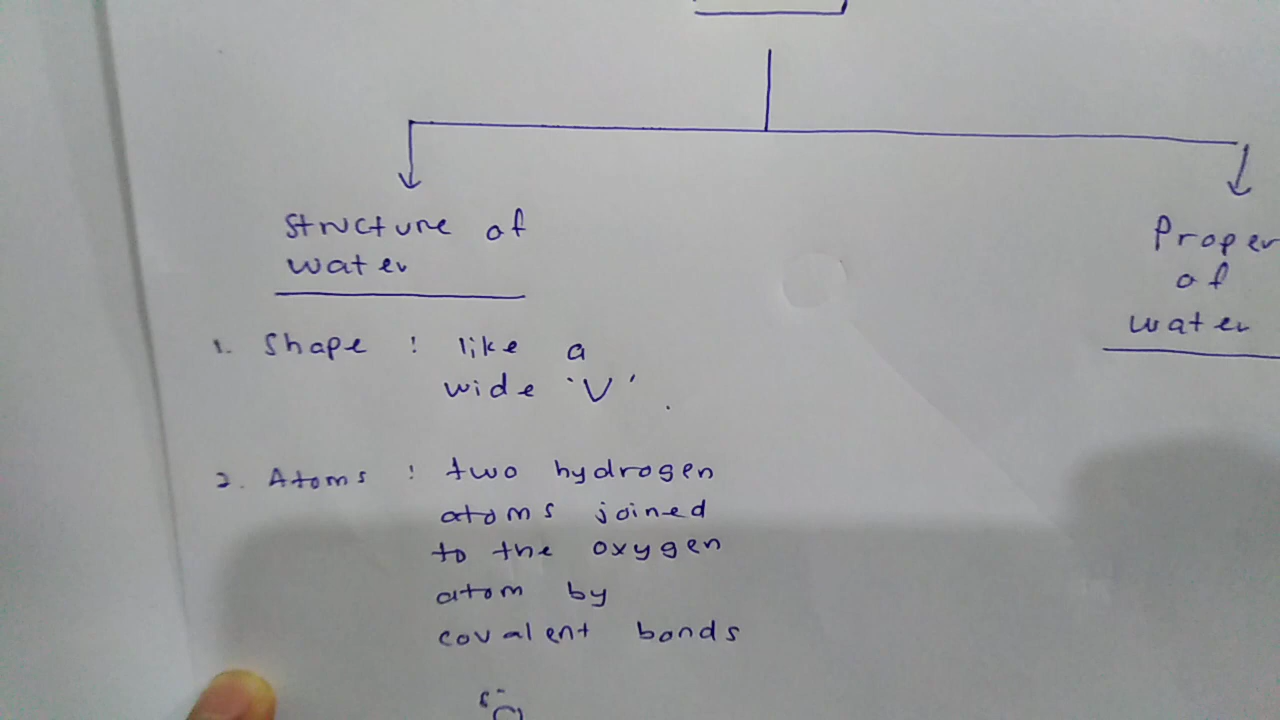 Structure of
water
1. Shape : like a
wide 'V'.
2. Atoms : two hydrogen
atoms joined
to the oxygen
atom by
covalent bonds
δ-
O
Proper
of
water